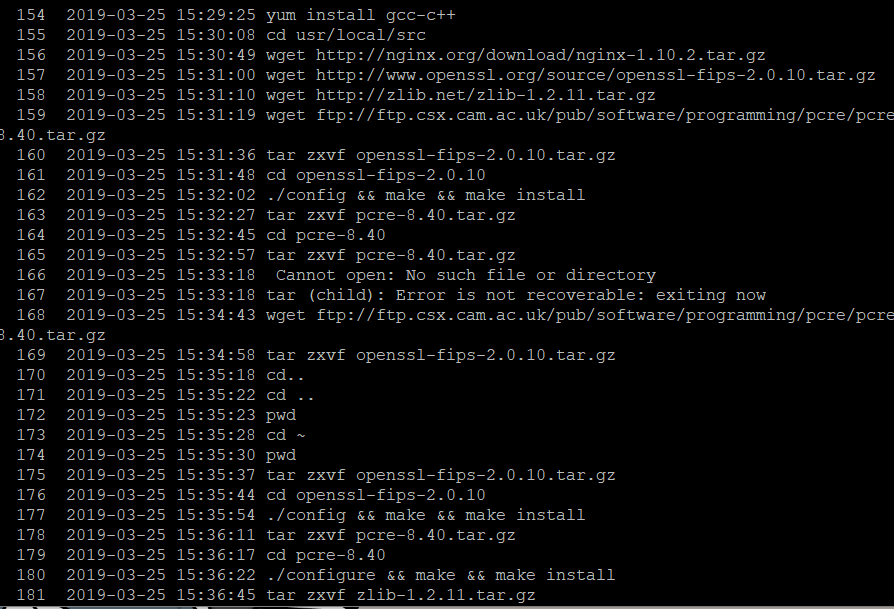 154 2019-03-25 15:29:25 yum install gcc-c++
155 2019-03-25 15:30:08 cd usr/local/src
156 2019-03-25 15:30:49 wget http://nginx.org/download/nginx-1.10.2.tar.gz
157 2019-03-25 15:31:00 wget http://www.openssl.org/source/openssl-fips-2.0.10.tar.gz
158 2019-03-25 15:31:10 wget http://zlib.net/zlib-1.2.11.tar.gz
159 2019-03-25 15:31:19 wget ftp://ftp.csx.cam.ac.uk/pub/software/programming/pcre/pcre
8.40.tar.gz
160 2019-03-25 15:31:36 tar zxvf openssl-fips-2.0.10.tar.gz
161 2019-03-25 15:31:48 cd openssl-fips-2.0.10
162 2019-03-25 15:32:02 ./config && make && make install
163 2019-03-25 15:32:27 tar zxvf pcre-8.40.tar.gz
164 2019-03-25 15:32:45 cd pcre-8.40
165 2019-03-25 15:32:57 tar zxvf pcre-8.40.tar.gz
166 2019-03-25 15:33:18  Cannot open: No such file or directory
167 2019-03-25 15:33:18 tar (child): Error is not recoverable: exiting now
168 2019-03-25 15:34:43 wget ftp://ftp.csx.cam.ac.uk/pub/software/programming/pcre/pcre
8.40.tar.gz
169 2019-03-25 15:34:58 tar zxvf openssl-fips-2.0.10.tar.gz
170 2019-03-25 15:35:18 cd..
171 2019-03-25 15:35:22 cd ..
172 2019-03-25 15:35:23 pwd
173 2019-03-25 15:35:28 cd ~
174 2019-03-25 15:35:30 pwd
175 2019-03-25 15:35:37 tar zxvf openssl-fips-2.0.10.tar.gz
176 2019-03-25 15:35:44 cd openssl-fips-2.0.10
177 2019-03-25 15:35:54 ./config && make && make install
178 2019-03-25 15:36:11 tar zxvf pcre-8.40.tar.gz
179 2019-03-25 15:36:17 cd pcre-8.40
180 2019-03-25 15:36:22 ./configure && make && make install
181 2019-03-25 15:36:45 tar zxvf zlib-1.2.11.tar.gz